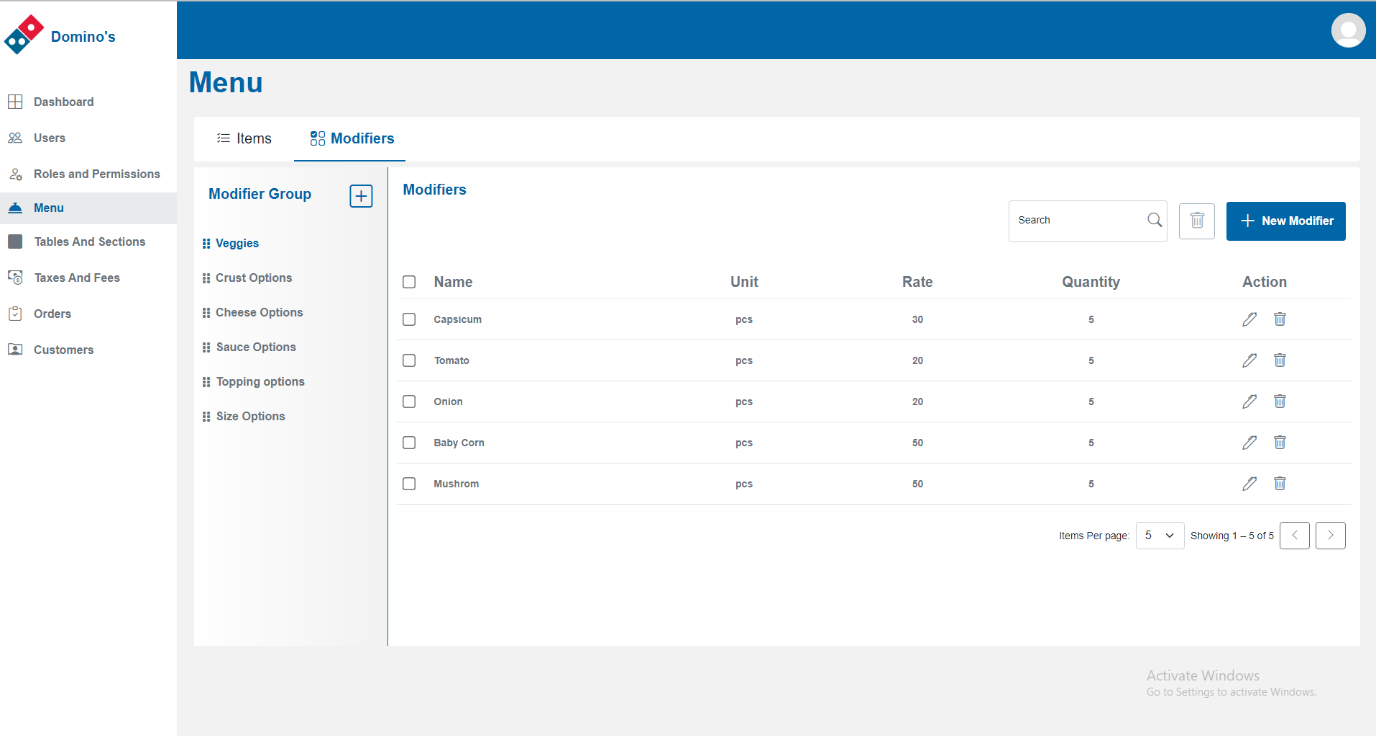 Domino's
Dashboard
Users
Roles and Permissions
Menu
Tables And Sections
Taxes And Fees
Orders
Customers
Menu
Items
Modifiers
Modifier Group
Veggies
Crust Options
Cheese Options
Sauce Options
Topping options
Size Options
Modifiers
Search
New Modifier
Name Unit Rate Quantity Action
Capsicum pcs 30 5
Tomato pcs 20 5
Onion pcs 20 5
Baby Corn pcs 50 5
Mushrom pcs 50 5
Items Per page: 5 Showing 1 – 5 of 5
Activate Windows
Go to Settings to activate Windows.